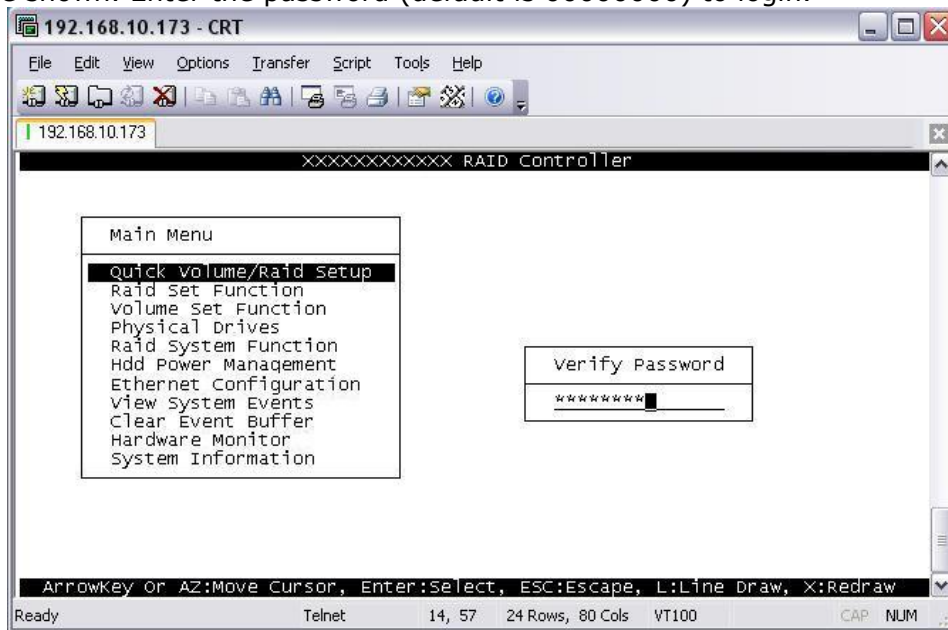 shown. Enter the password (default is 00000000) to login.
192.168.10.173 - CRT
File Edit View Options Transfer Script Tools Help
192.168.10.173
XXXXXXXXXXXX RAID Controller
Main Menu
Quick Volume/Raid Setup
Raid Set Function
Volume Set Function
Physical Drives
Raid System Function
Hdd Power Management
Ethernet Configuration
View System Events
Clear Event Buffer
Hardware Monitor
System Information
Verify Password
********
ArrowKey Or AZ:Move Cursor, Enter:Select, ESC:Escape, L:Line Draw, X:Redraw
Ready Telnet 14, 57 24 Rows, 80 Cols VT100 CAP NUM